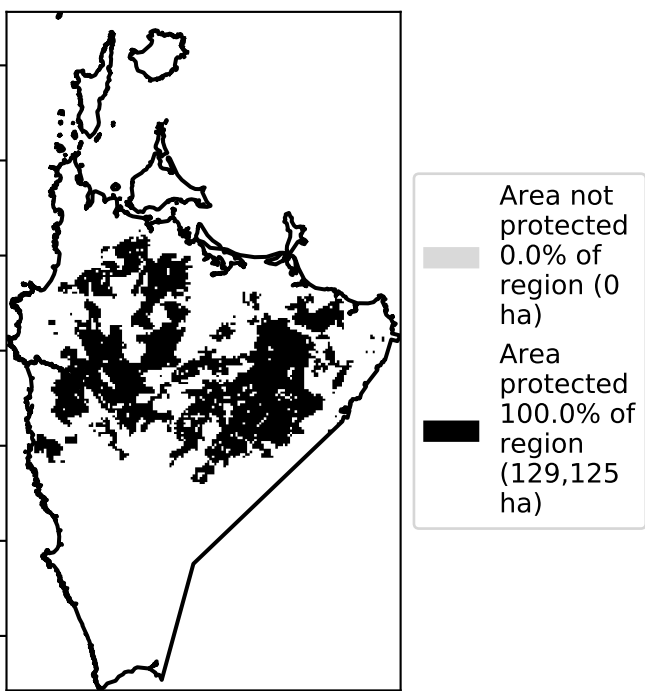 Area not
protected
0.0% of
region (0
ha)
Area
protected
100.0% of
region
(129,125
ha)